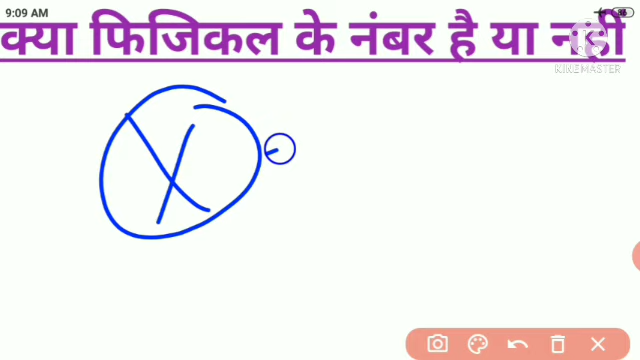 9:09 AM
क्या फिजिकल के नंबर है या नहीं
KINEMASTER
X